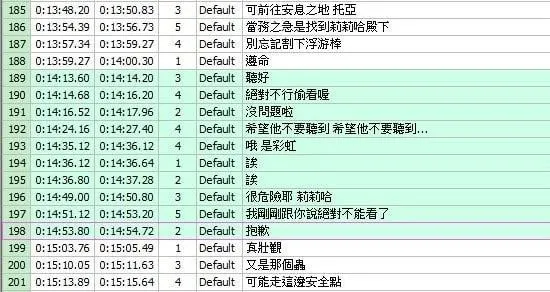 185 0:13:48.20 0:13:50.83 3 Default 可前往安息之地 托亞
186 0:13:54.39 0:13:56.73 5 Default 當務之急是找到莉莉哈殿下
187 0:13:57.34 0:13:59.27 4 Default 別忘記割下浮游棒
188 0:13:59.27 0:14:00.30 1 Default 遵命
189 0:14:13.60 0:14:14.20 3 Default 聽好
190 0:14:14.68 0:14:16.20 4 Default 絕對不行偷看喔
191 0:14:16.52 0:14:17.96 2 Default 沒問題啦
192 0:14:24.16 0:14:27.40 4 Default 希望他不要聽到 希望他不要聽到...
193 0:14:35.12 0:14:36.12 4 Default 哦 是彩虹
194 0:14:36.12 0:14:36.64 1 Default 誒
195 0:14:36.80 0:14:37.28 2 Default 誒
196 0:14:49.00 0:14:50.80 3 Default 很危險耶 莉莉哈
197 0:14:51.12 0:14:53.20 5 Default 我剛剛跟你說絕對不能看了
198 0:14:53.80 0:14:54.72 2 Default 抱歉
199 0:15:03.76 0:15:05.49 1 Default 真壯觀
200 0:15:10.05 0:15:11.63 3 Default 又是那個蟲
201 0:15:13.89 0:15:15.64 4 Default 可能走這邊安全點